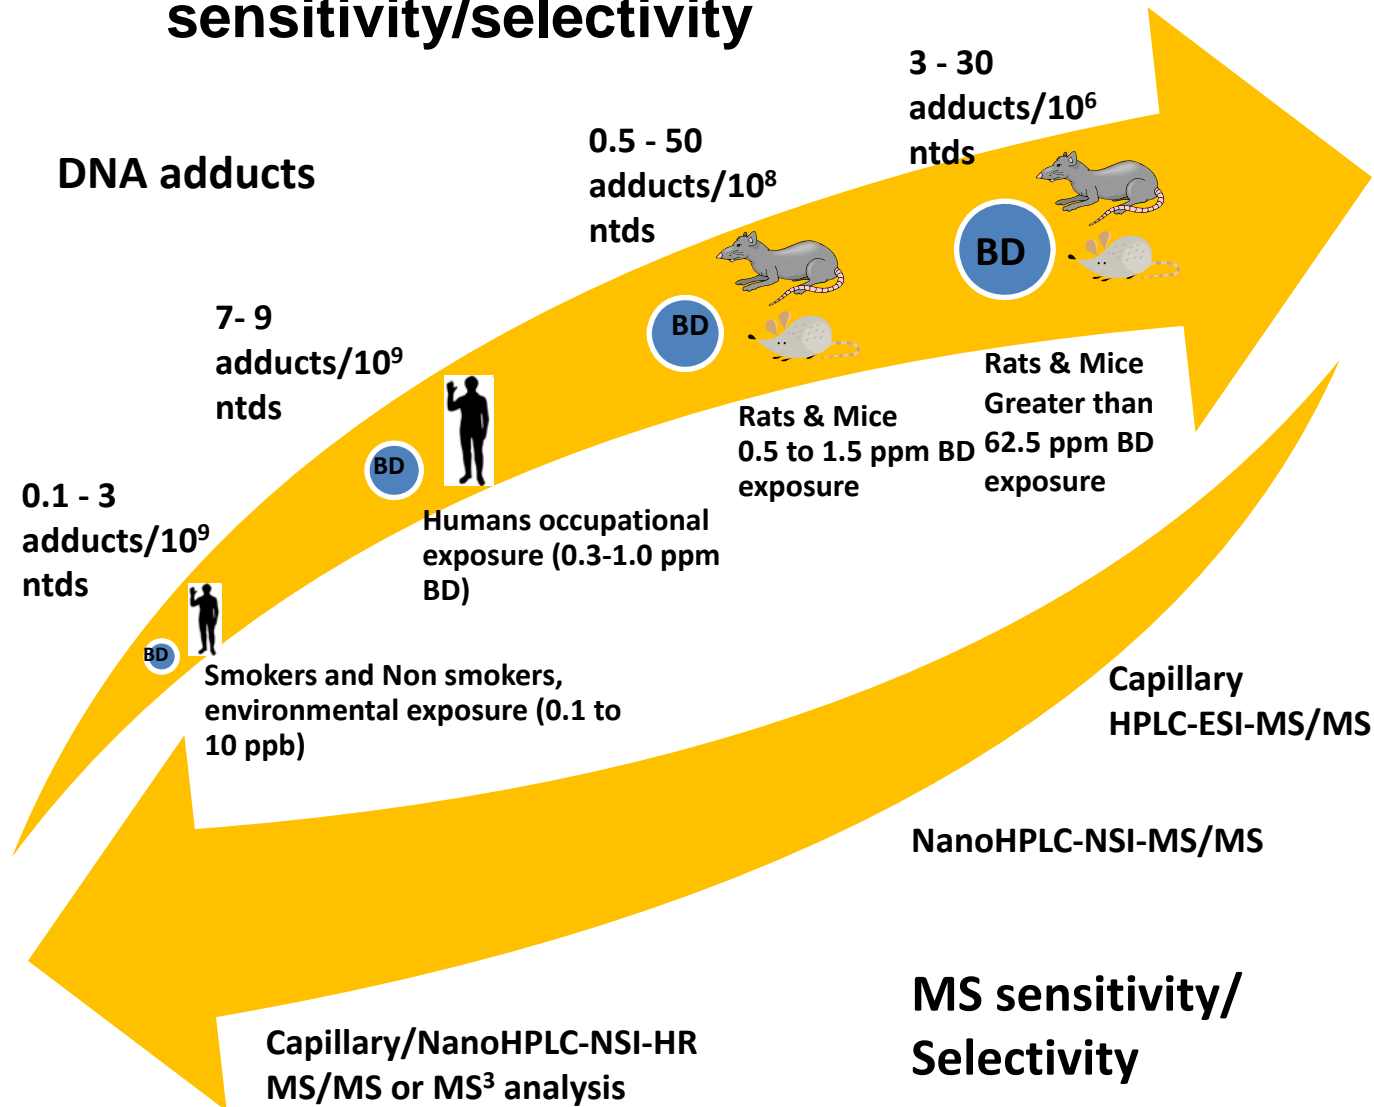 sensitivity/selectivity
DNA adducts
3 - 30
adducts/10⁶
ntds
0.5 - 50
adducts/10⁸
ntds
7- 9
adducts/10⁹
ntds
0.1 - 3
adducts/10⁹
ntds
BD
BD
BD
BD
Rats & Mice
Greater than
62.5 ppm BD
exposure
Rats & Mice
0.5 to 1.5 ppm BD
exposure
Humans occupational
exposure (0.3-1.0 ppm
BD)
Smokers and Non smokers,
environmental exposure (0.1 to
10 ppb)
Capillary
HPLC-ESI-MS/MS
NanoHPLC-NSI-MS/MS
Capillary/NanoHPLC-NSI-HR
MS/MS or MS³ analysis
MS sensitivity/
Selectivity